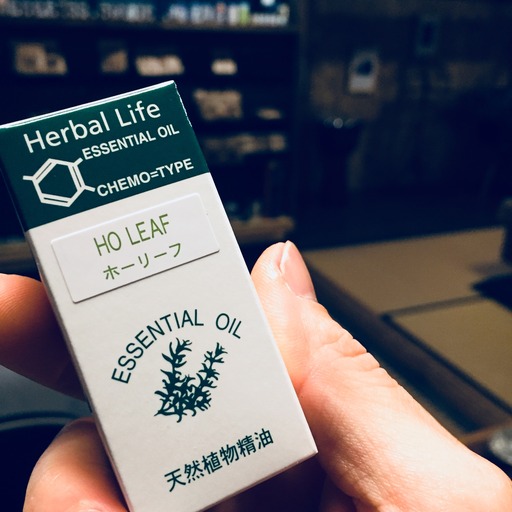 Herbal Life
ESSENTIAL OIL
CHEMO=TYPE
HO LEAF
ホーリーフ
ESSENTIAL OIL
天然植物精油